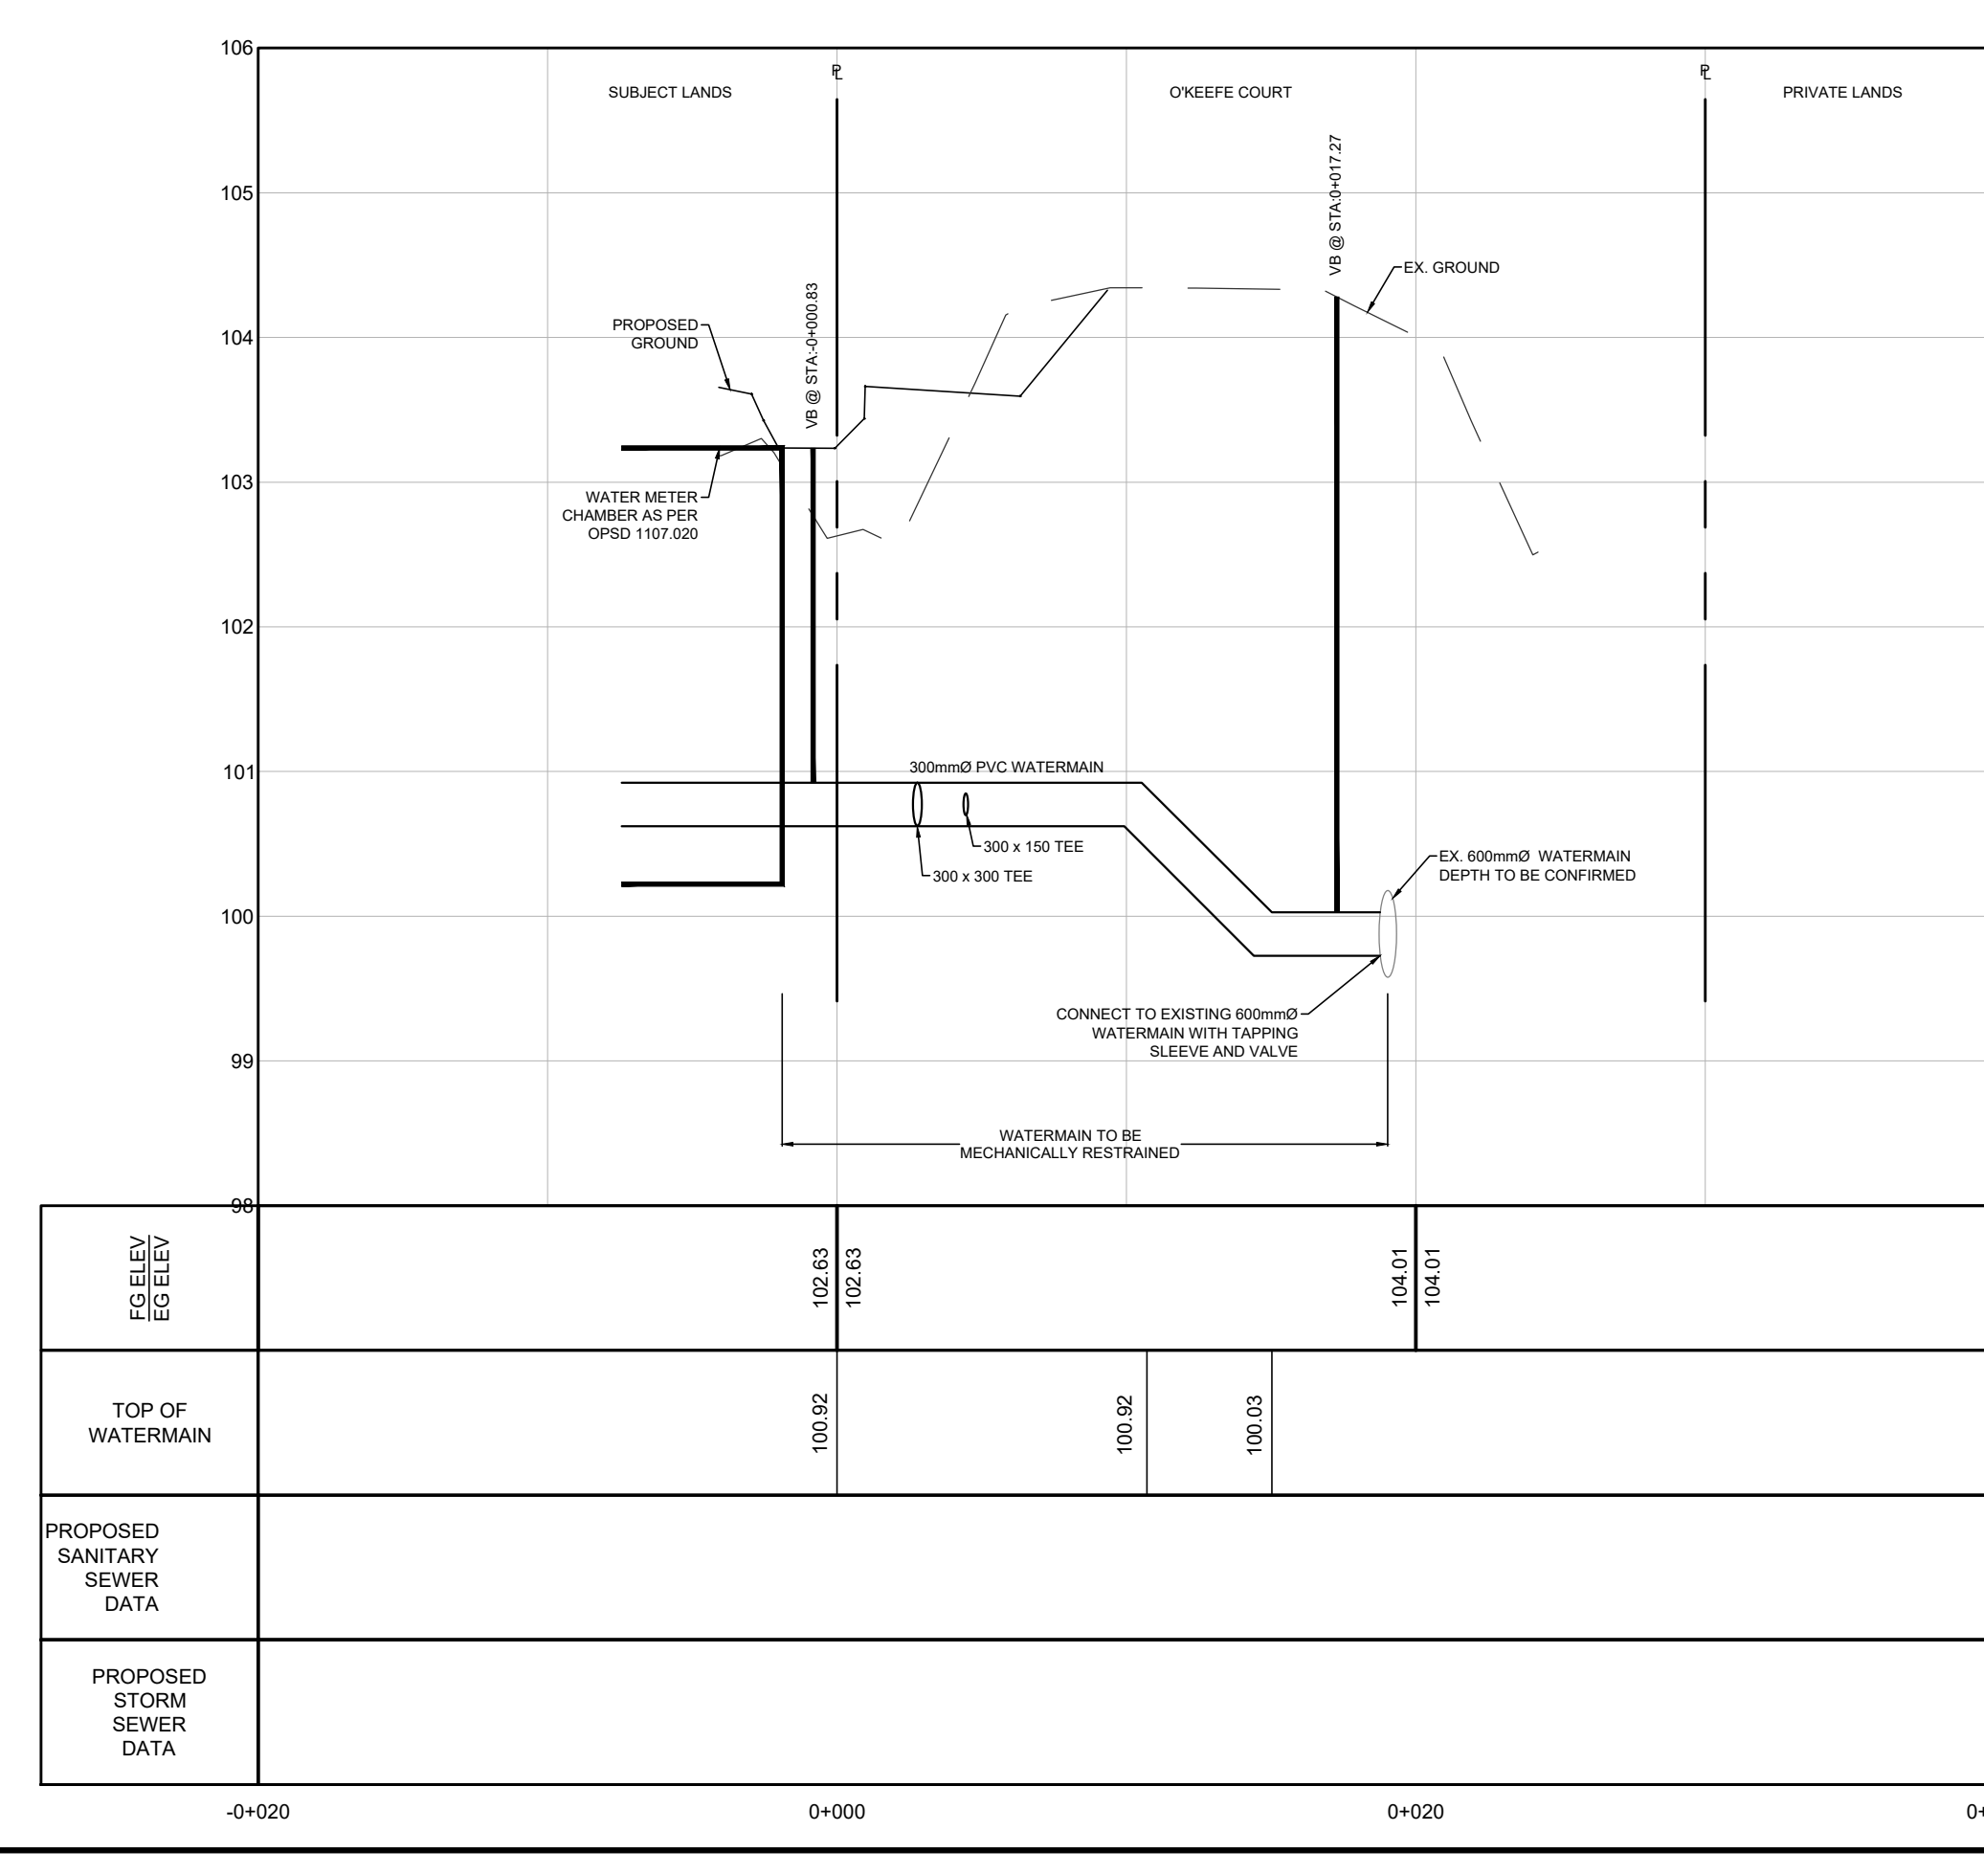 106
105
104
103
102
101
100
99
98
SUBJECT LANDS
PL
O'KEEFE COURT
PL
PRIVATE LANDS
VB @ STA:-0+000.83
VB @ STA:0+017.27
EX. GROUND
PROPOSED
GROUND
WATER METER
CHAMBER AS PER
OPSD 1107.020
300mmØ PVC WATERMAIN
300 x 150 TEE
300 x 300 TEE
EX. 600mmØ WATERMAIN
DEPTH TO BE CONFIRMED
CONNECT TO EXISTING 600mmØ
WATERMAIN WITH TAPPING
SLEEVE AND VALVE
WATERMAIN TO BE
MECHANICALLY RESTRAINED
FG ELEV
EG ELEV
102.63
102.63
104.01
104.01
TOP OF
WATERMAIN
100.92
100.92
100.03
PROPOSED
SANITARY
SEWER
DATA
PROPOSED
STORM
SEWER
DATA
-0+020
0+000
0+020